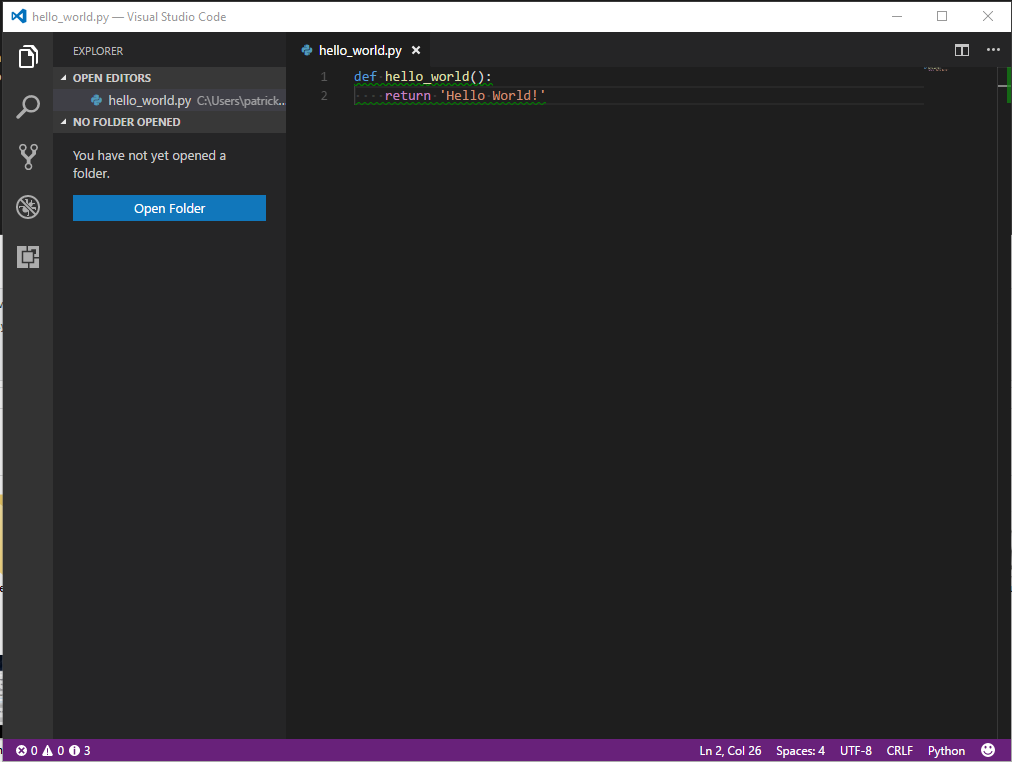 hello_world.py — Visual Studio Code
EXPLORER
OPEN EDITORS
hello_world.py C:\Users\patrick...
NO FOLDER OPENED
You have not yet opened a
folder.
Open Folder
hello_world.py
1 def hello_world():
2 return 'Hello World!'
0 0 3
Ln 2, Col 26 Spaces: 4 UTF-8 CRLF Python